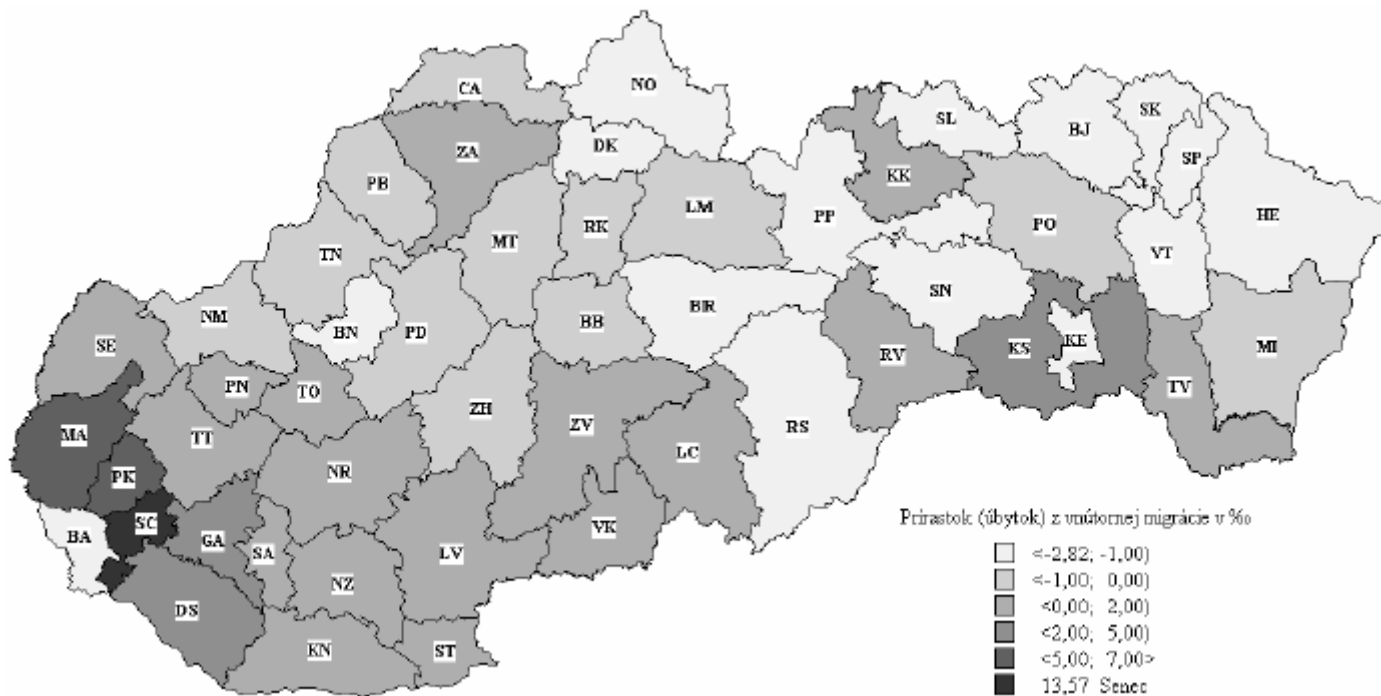 NO
CA
SL
SK
BJ
DK
ZA
SP
PB
KK
LM
PP
HE
RK
PO
MT
TN
VT
SN
BR
NM
BB
PD
BN
SE
KS
KE
RV
MI
PN
TO
TV
ZH
ZV
RS
MA
TT
LC
NR
PK
Prírastok (úbytok) z vnútornej migrácie v ‰
SC
VK
BA
GA
SA
LV
<-2,82; -1,00)
NZ
<-1,00; 0,00)
DS
<0,00; 2,00)
<2,00; 5,00)
KN
ST
<5,00; 7,00>
13,57 Senec